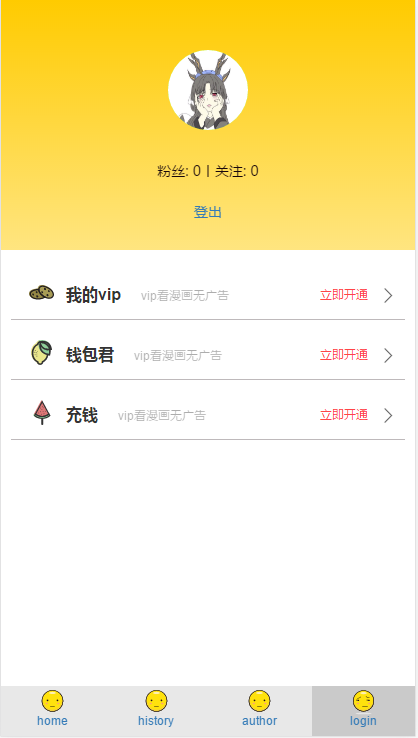 粉丝: 0丨关注: 0
登出
我的vip vip看漫画无广告 立即开通
钱包君 vip看漫画无广告 立即开通
充钱 vip看漫画无广告 立即开通
home history author login